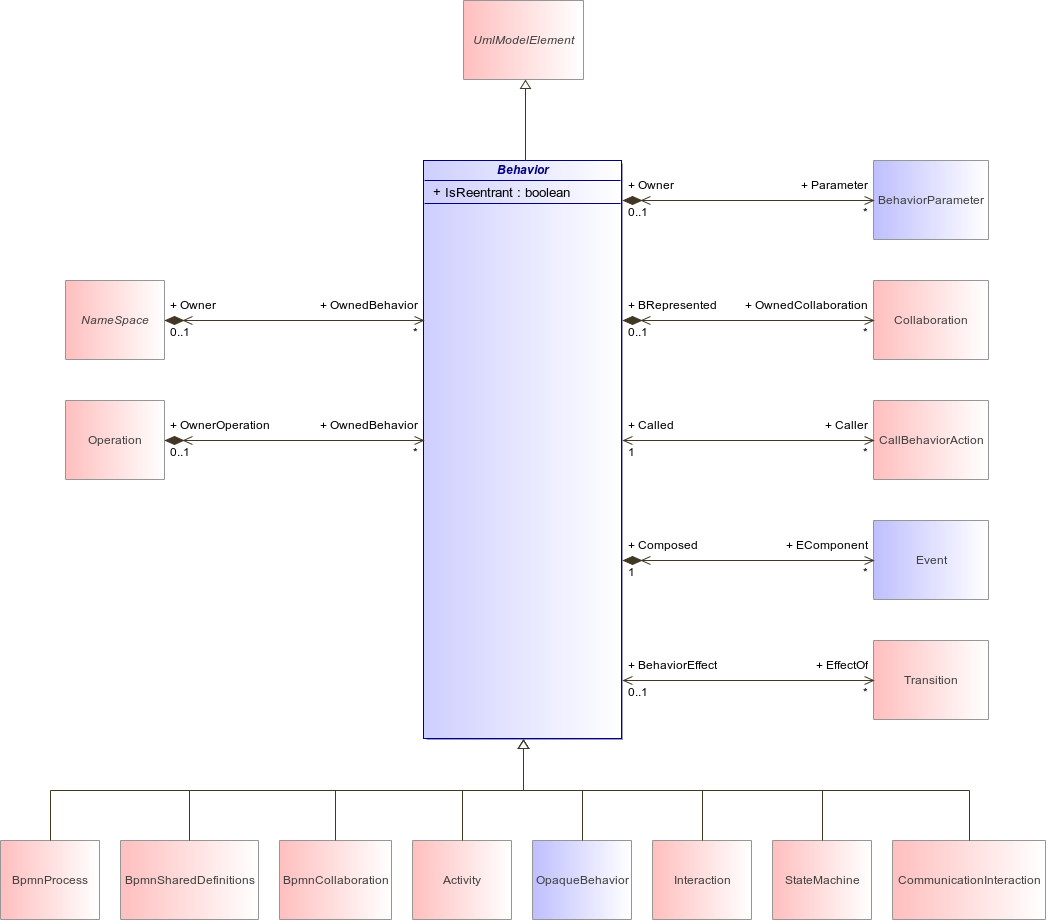 UmlModelElement
Behavior
+ IsReentrant : boolean
+ Owner
+ Parameter
0..1
*
BehaviorParameter
NameSpace
+ Owner
+ OwnedBehavior
0..1
*
+ BRepresented
+ OwnedCollaboration
0..1
*
Collaboration
Operation
+ OwnerOperation
+ OwnedBehavior
0..1
*
+ Called
+ Caller
1
*
CallBehaviorAction
+ Composed
+ EComponent
1
*
Event
+ BehaviorEffect
+ EffectOf
0..1
*
Transition
BpmnProcess
BpmnSharedDefinitions
BpmnCollaboration
Activity
OpaqueBehavior
Interaction
StateMachine
CommunicationInteraction